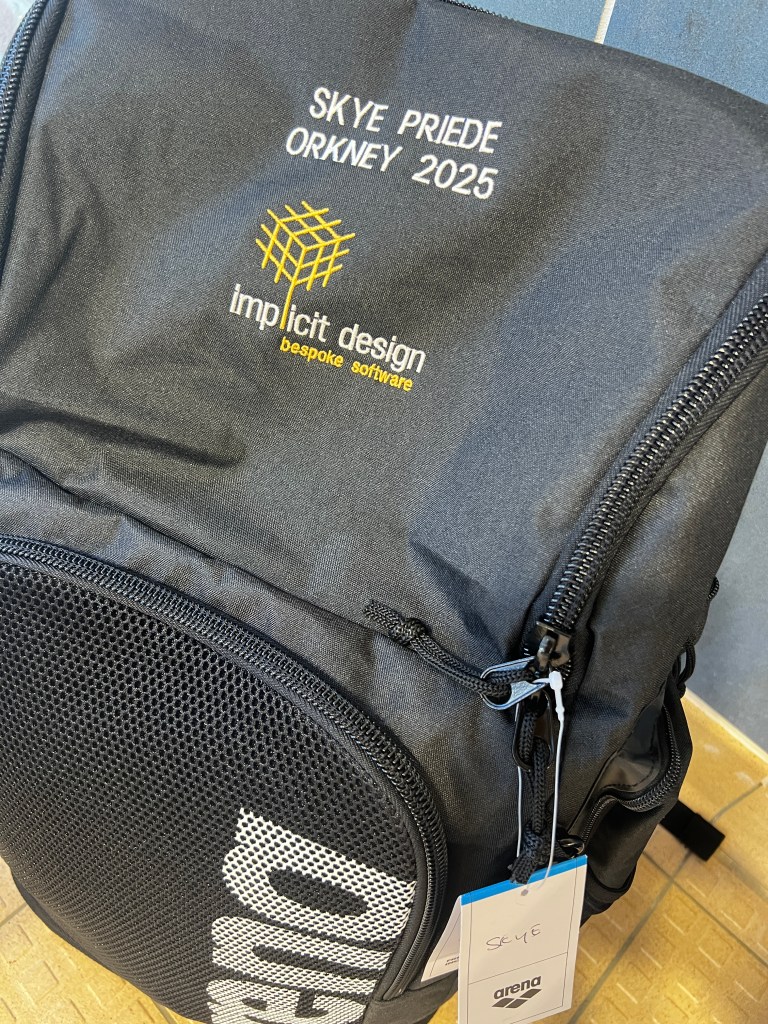 SKYE PRIEDE
ORKNEY 2025
implicit design
bespoke software
SKYE
arena